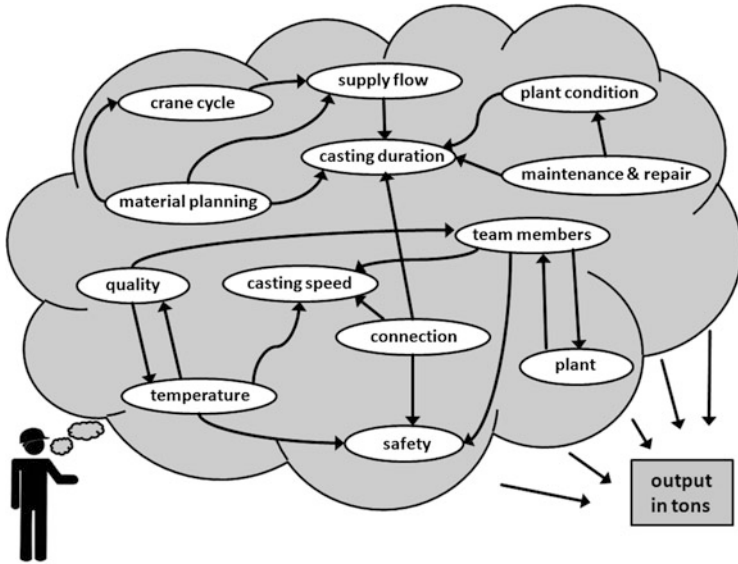 supply flow
crane cycle
plant condition
casting duration
material planning
maintenance & repair
team members
quality
casting speed
connection
plant
temperature
safety
output
in tons